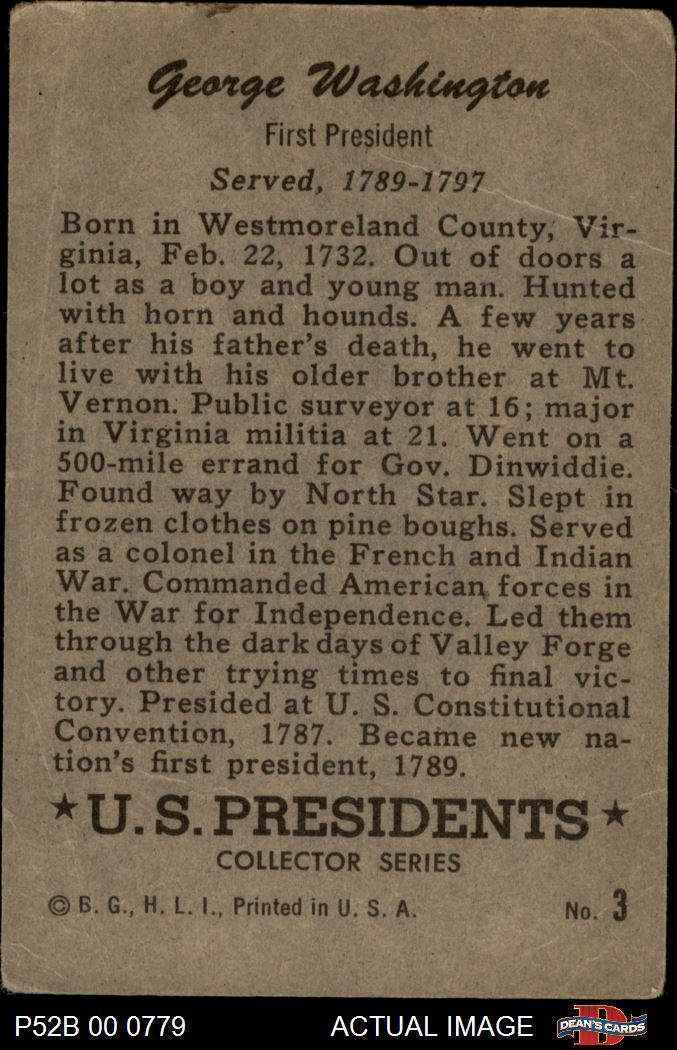 George Washington
First President
Served, 1789-1797
Born in Westmoreland County, Vir-
ginia, Feb. 22, 1732. Out of doors a
lot as a boy and young man. Hunted
with horn and hounds. A few years
after his father's death, he went to
live with his older brother at Mt.
Vernon. Public surveyor at 16; major
in Virginia militia at 21. Went on a
500-mile errand for Gov. Dinwiddie.
Found way by North Star. Slept in
frozen clothes on pine boughs. Served
as a colonel in the French and Indian
War. Commanded American forces in
the War for Independence. Led them
through the dark days of Valley Forge
and other trying times to final vic-
tory. Presided at U. S. Constitutional
Convention, 1787. Became new na-
tion's first president, 1789.
★ U. S. PRESIDENTS ★
COLLECTOR SERIES
© B. G., H. L. I., Printed in U. S. A. No. 3
P52B 00 0779 ACTUAL IMAGE D DEAN'S CARDS